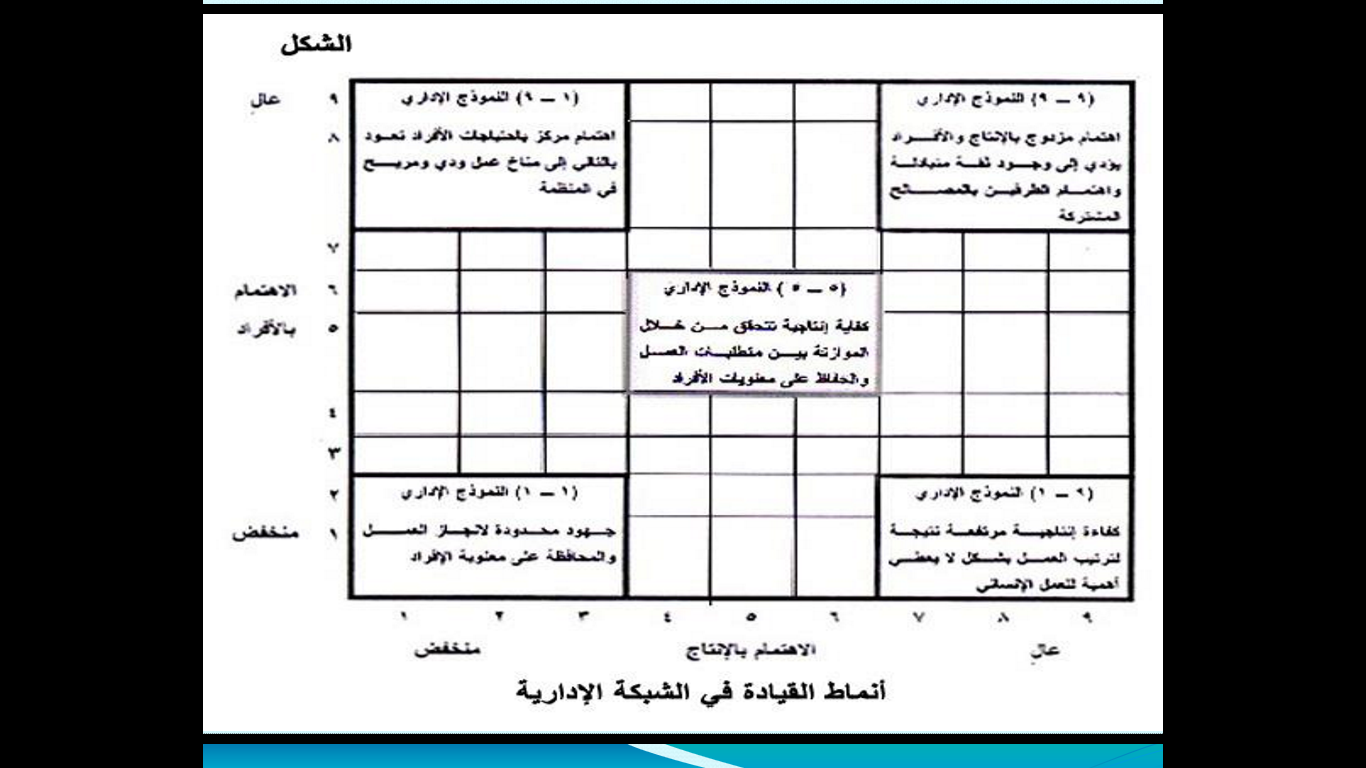 الشكل
عالٍ ٩
(١ – ٩) النموذج الإداري
اهتمام مركز باحتياجات الأفراد تعود
بالتالي إلى مناخ عمل ودي ومريح
في المنظمة
(٩ – ٩) النموذج الإداري
اهتمام مزدوج بالإنتاج والأفراد
يؤدي إلى وجود ثقة متبادلة
واهتمام الطرفين بالمصالح
المشتركة
٨
٧
الاهتمام ٦
بالأفراد ٥
(٥ – ٥) النموذج الإداري
كفاية إنتاجية تتحقق من خلال
الموازنة بين متطلبات العمل
والحفاظ على معنويات الأفراد
٤
٣
٢
منخفض ١
(١ – ١) النموذج الإداري
جهود محدودة لانجاز العمل
والمحافظة على معنوية الإفراد
(٩ – ١) النموذج الإداري
كفاءة إنتاجية مرتفعة نتيجة
لترتيب العمل بشكل لا يعطي
أهمية للعمل الإنساني
١ ٢ ٣ ٤ ٥ ٦ ٧ ٨ ٩
منخفض الاهتمام بالإنتاج عالٍ
أنماط القيادة في الشبكة الإدارية